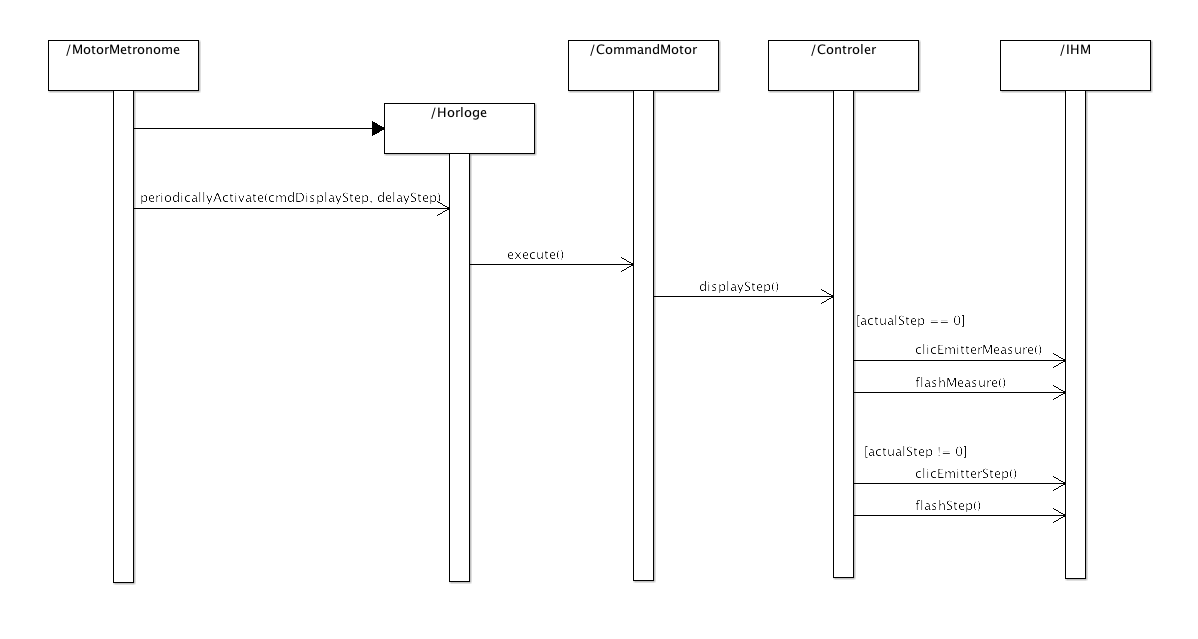 /MotorMetronome
/CommandMotor
/Controler
/IHM
/Horloge
periodicallyActivate(cmdDisplayStep, delayStep)
execute()
displayStep()
[actualStep == 0]
clicEmitterMeasure()
flashMeasure()
[actualStep != 0]
clicEmitterStep()
flashStep()